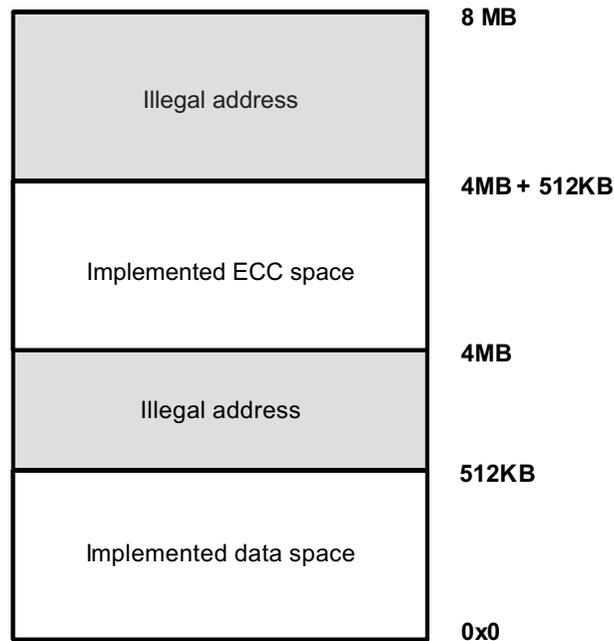 8 MB
Illegal address
4MB + 512KB
Implemented ECC space
4MB
Illegal address
512KB
Implemented data space
0x0